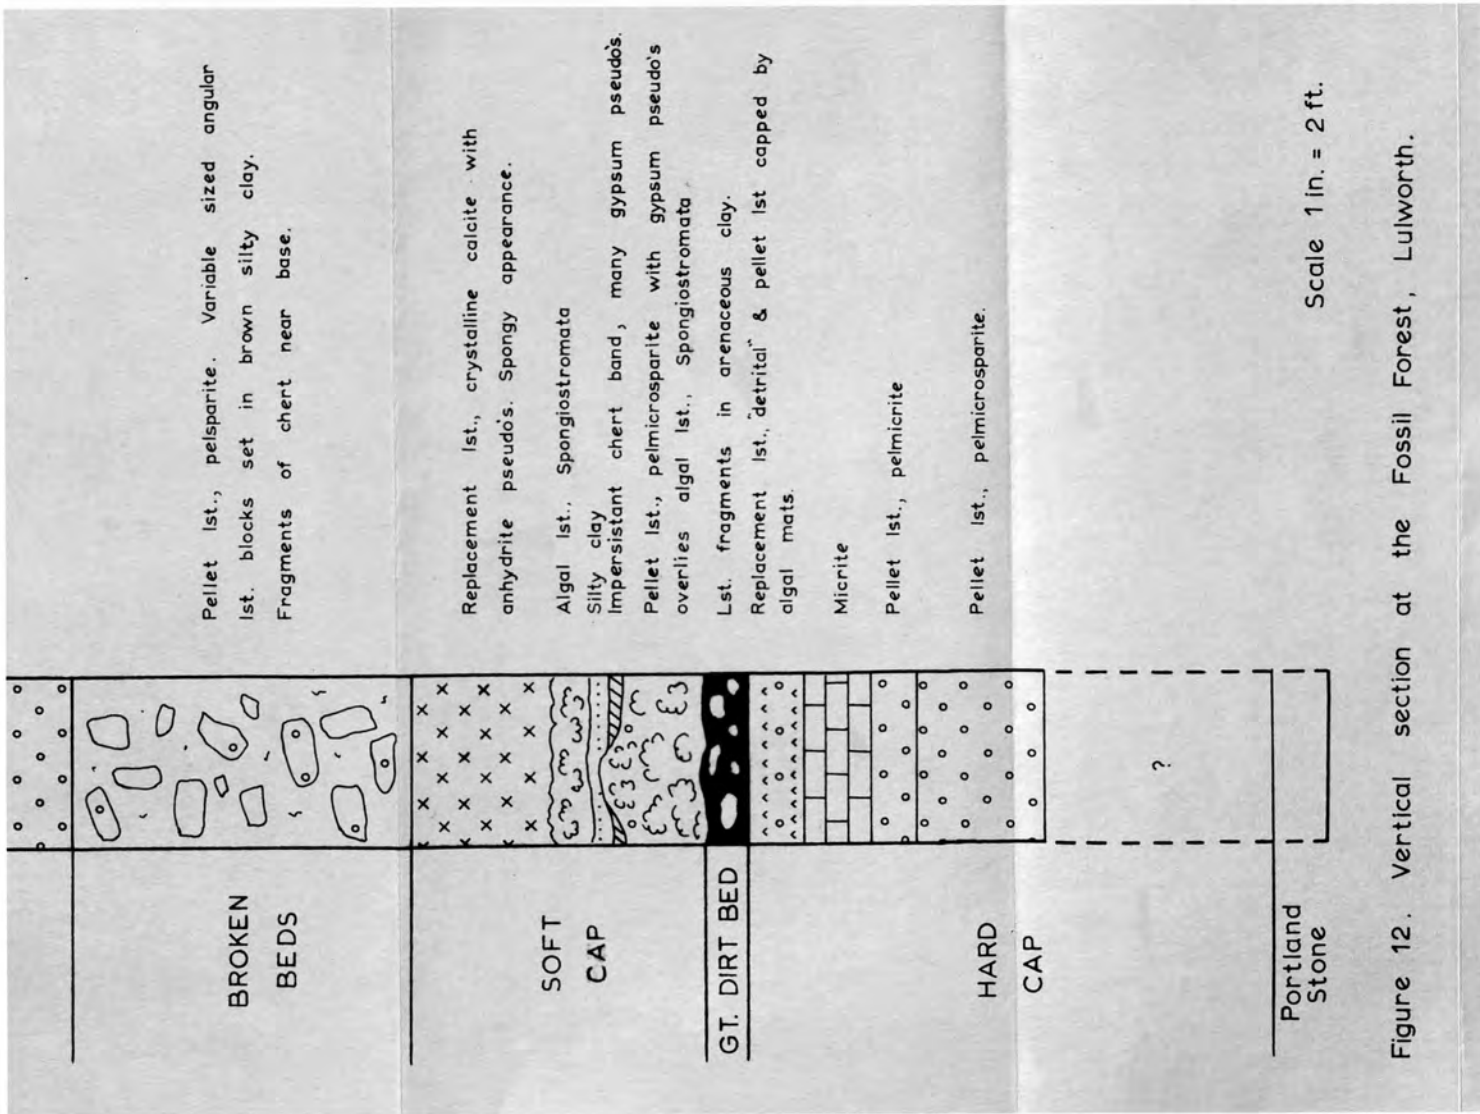 BROKEN
BEDS
Pellet lst., pelsparite. Variable sized angular
lst. blocks set in brown silty clay.
Fragments of chert near base.
SOFT
CAP
Replacement lst., crystalline calcite with
anhydrite pseudo's. Spongy appearance.
Algal lst., Spongiostromata
Silty clay
Impersistant chert band, many gypsum pseudo's.
Pellet lst., pelmicrosparite with gypsum pseudo's
overlies algal lst., Spongiostromata
GT. DIRT BED
Lst. fragments in arenaceous clay.
HARD
CAP
Replacement lst., "detrital" & pellet lst capped by
algal mats.
Micrite
Pellet lst., pelmicrite
Pellet lst., pelmicrosparite.
?
Portland
Stone
Scale 1 in. = 2 ft.
Figure 12. Vertical section at the Fossil Forest, Lulworth.